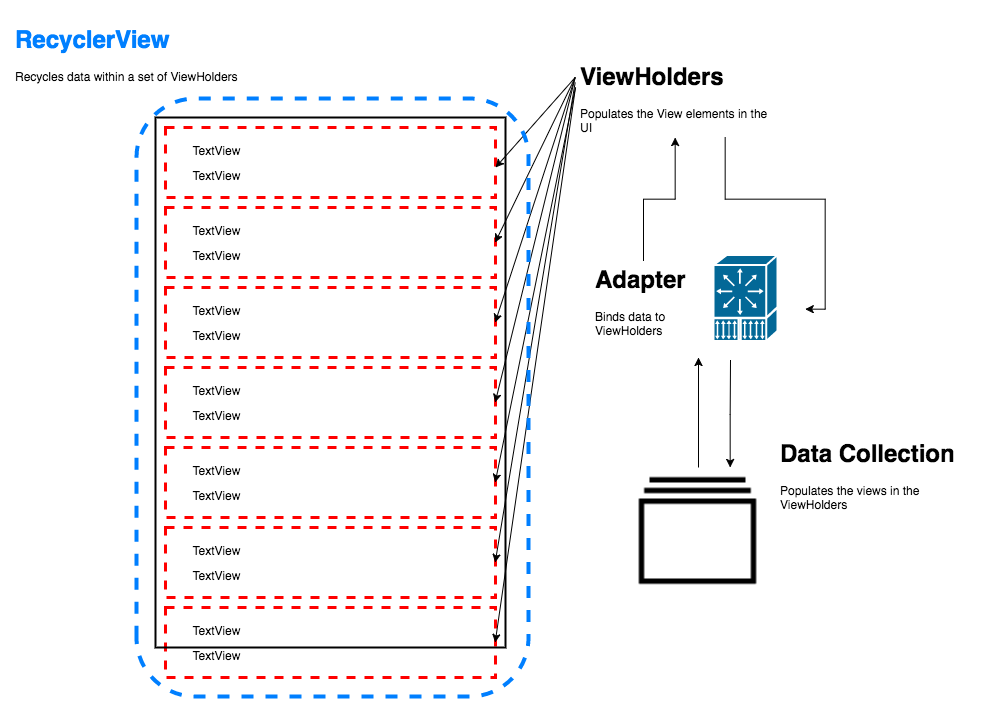 RecyclerView
Recycles data within a set of ViewHolders
TextView
TextView
TextView
TextView
TextView
TextView
TextView
TextView
TextView
TextView
TextView
TextView
TextView
TextView
ViewHolders
Populates the View elements in the
UI
Adapter
Binds data to
ViewHolders
Data Collection
Populates the views in the
ViewHolders